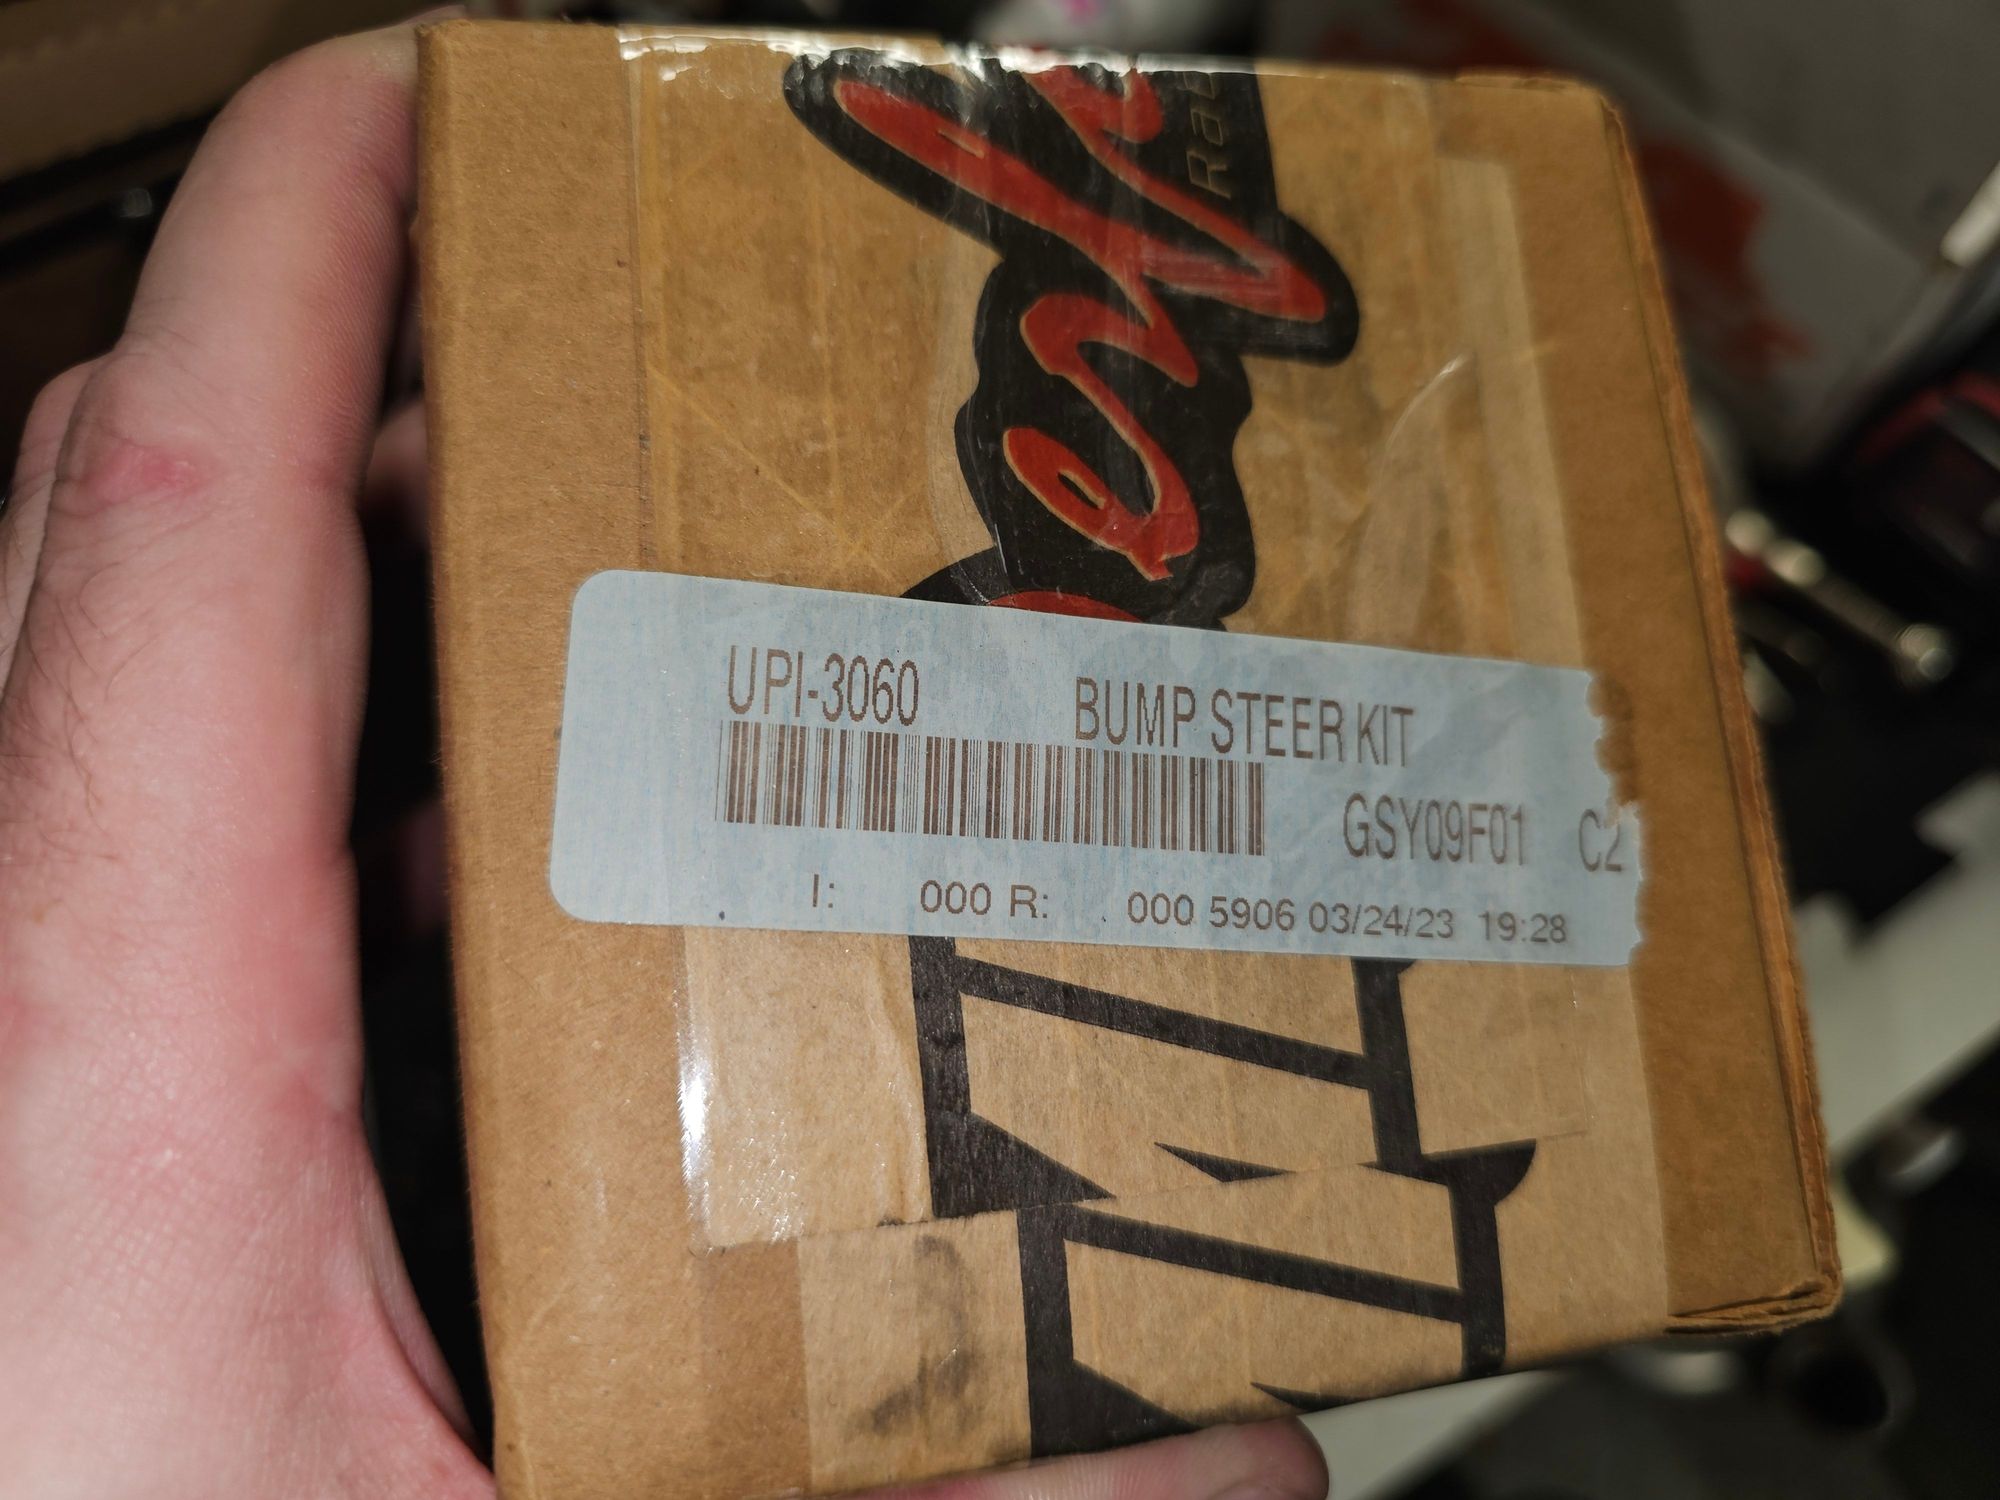 UPI-3060 BUMP STEER KIT
GSY09F01 C2
I: 000 R: 000 5906 03/24/23 19:28